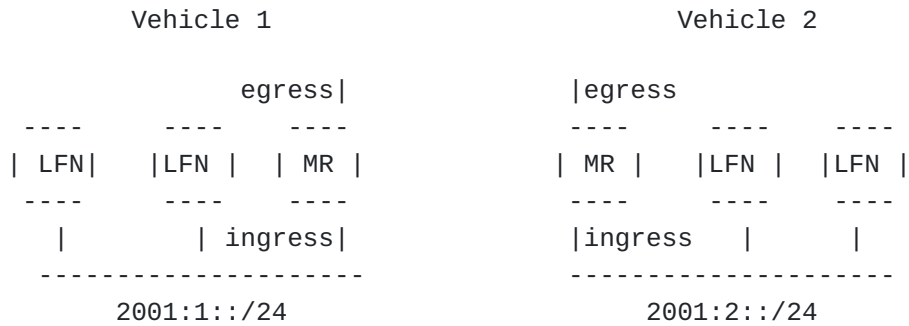 Vehicle 1                          Vehicle 2
egress|              |egress
----     ----    ----              ----     ----    ----
| LFN|   |LFN |  | MR |            | MR |   |LFN |  |LFN |
----     ----    ----              ----     ----    ----
|        | ingress|              |ingress   |      |
---------------------              ---------------------
2001:1::/24                        2001:2::/24